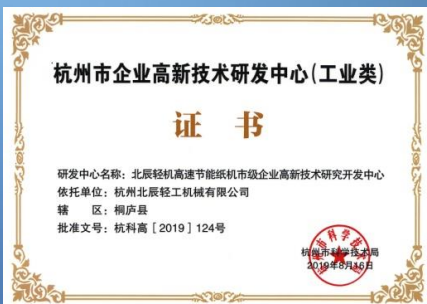 杭州市企业高新技术研发中心(工业类)
证 书
研发中心名称：北辰轻机高速节能纸机市级企业高新技术研究开发中心
依托单位：杭州北辰轻工机械有限公司
辖 区：桐庐县
批准文号：杭科高［2019］124号
杭州市科学技术局
2019年8月16日